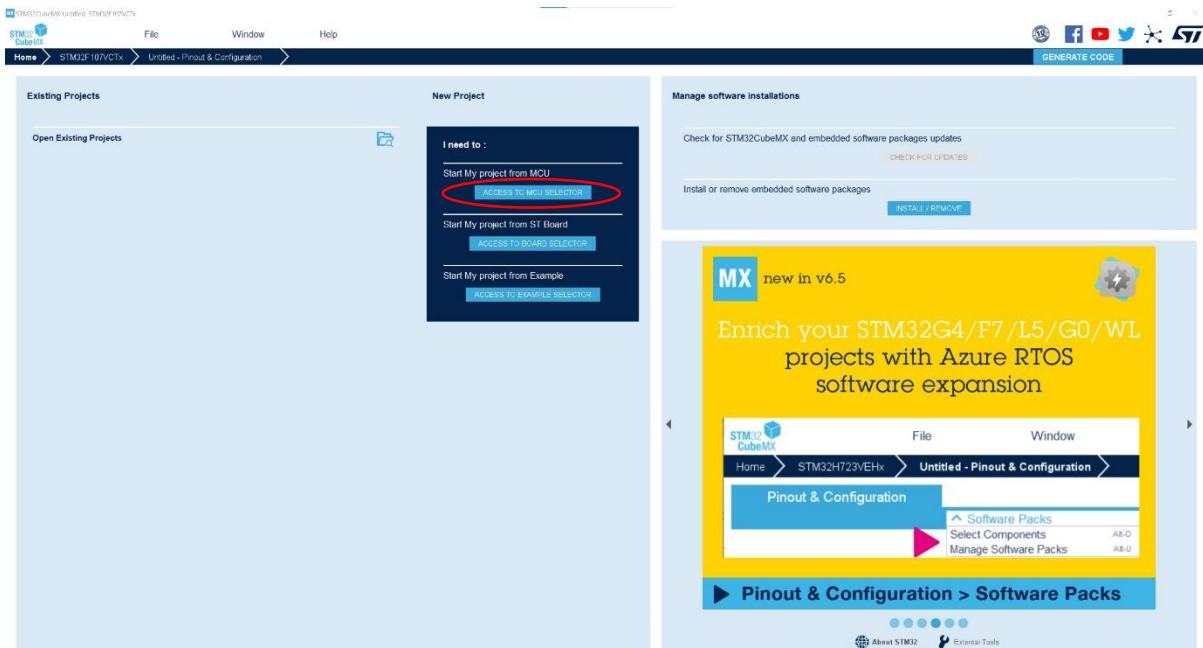 MX STM32CubeMX Untitled: STM32F107VCTx
STM32 CubeMX
File Window Help
Home STM32F107VCTx Untitled - Pinout & Configuration
GENERATE CODE
Existing Projects
Open Existing Projects
New Project
I need to :
Start My project from MCU
ACCESS TO MCU SELECTOR
Start My project from ST Board
ACCESS TO BOARD SELECTOR
Start My project from Example
ACCESS TO EXAMPLE SELECTOR
Manage software installations
Check for STM32CubeMX and embedded software packages updates
CHECK FOR UPDATES
Install or remove embedded software packages
INSTALL / REMOVE
MX new in v6.5
Enrich your STM32G4/F7/L5/G0/WL
projects with Azure RTOS
software expansion
STM32 CubeMX
File Window
Home STM32H723VEHx Untitled - Pinout & Configuration
Pinout & Configuration
Software Packs
Select Components Alt-O
Manage Software Packs Alt-U
Pinout & Configuration > Software Packs
About STM32 External Tools